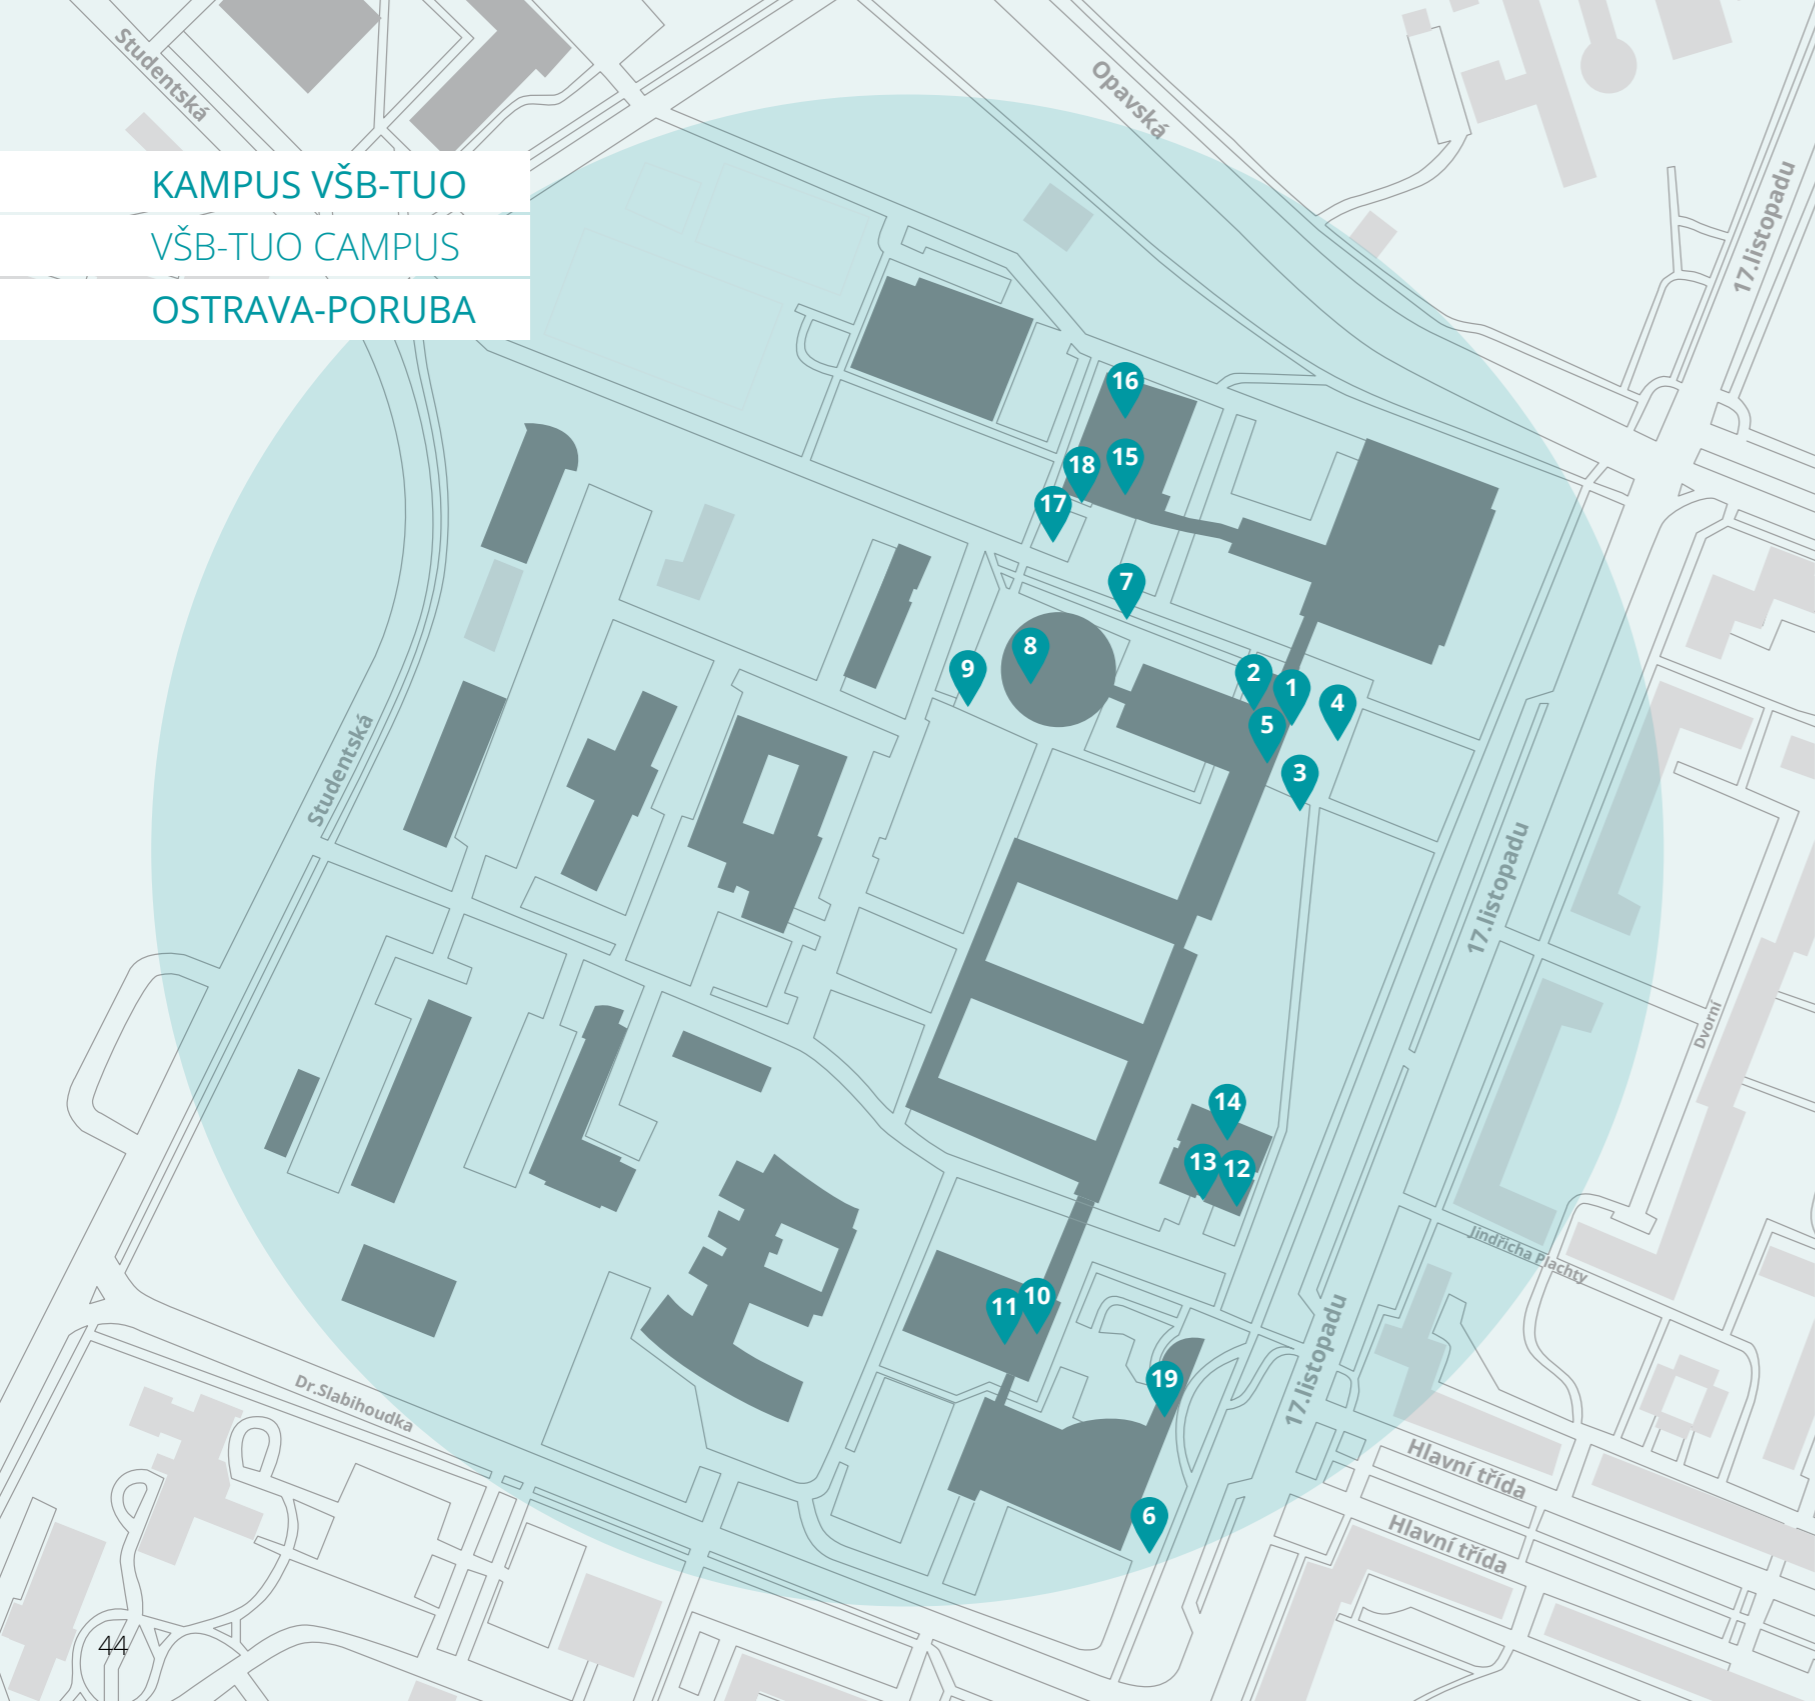 Studentská
Opavská
17.listopadu
KAMPUS VŠB-TUO
VŠB-TUO CAMPUS
OSTRAVA-PORUBA
16
15
18
17
7
8
9
2
1
4
5
3
Studentská
17.listopadu
Dvorní
14
13
12
Jindřicha Plachty
11
10
17.listopadu
19
Dr.Slabihoudka
Hlavní třída
6
Hlavní třída
44